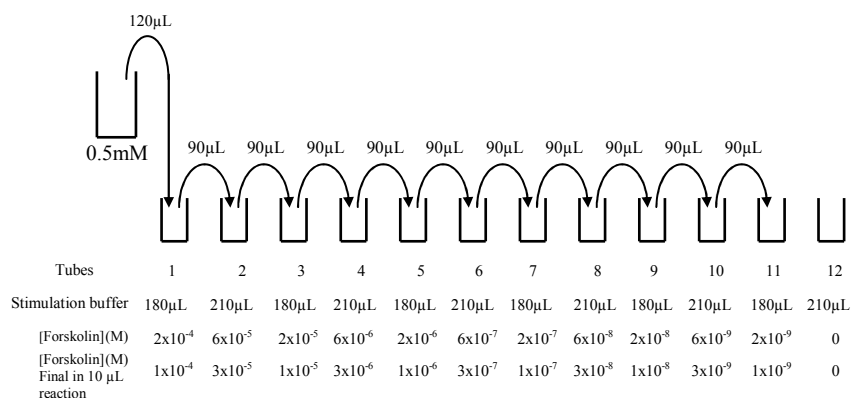 120µL
0.5mM
90µL 90µL 90µL 90µL 90µL 90µL 90µL 90µL 90µL 90µL
Tubes 1 2 3 4 5 6 7 8 9 10 11 12
Stimulation buffer 180µL 210µL 180µL 210µL 180µL 210µL 180µL 210µL 180µL 210µL 180µL 210µL
[Forskolin](M) 2x10⁻⁴ 6x10⁻⁵ 2x10⁻⁵ 6x10⁻⁶ 2x10⁻⁶ 6x10⁻⁷ 2x10⁻⁷ 6x10⁻⁸ 2x10⁻⁸ 6x10⁻⁹ 2x10⁻⁹ 0
[Forskolin](M)
Final in 10 µL 1x10⁻⁴ 3x10⁻⁵ 1x10⁻⁵ 3x10⁻⁶ 1x10⁻⁶ 3x10⁻⁷ 1x10⁻⁷ 3x10⁻⁸ 1x10⁻⁸ 3x10⁻⁹ 1x10⁻⁹ 0
reaction